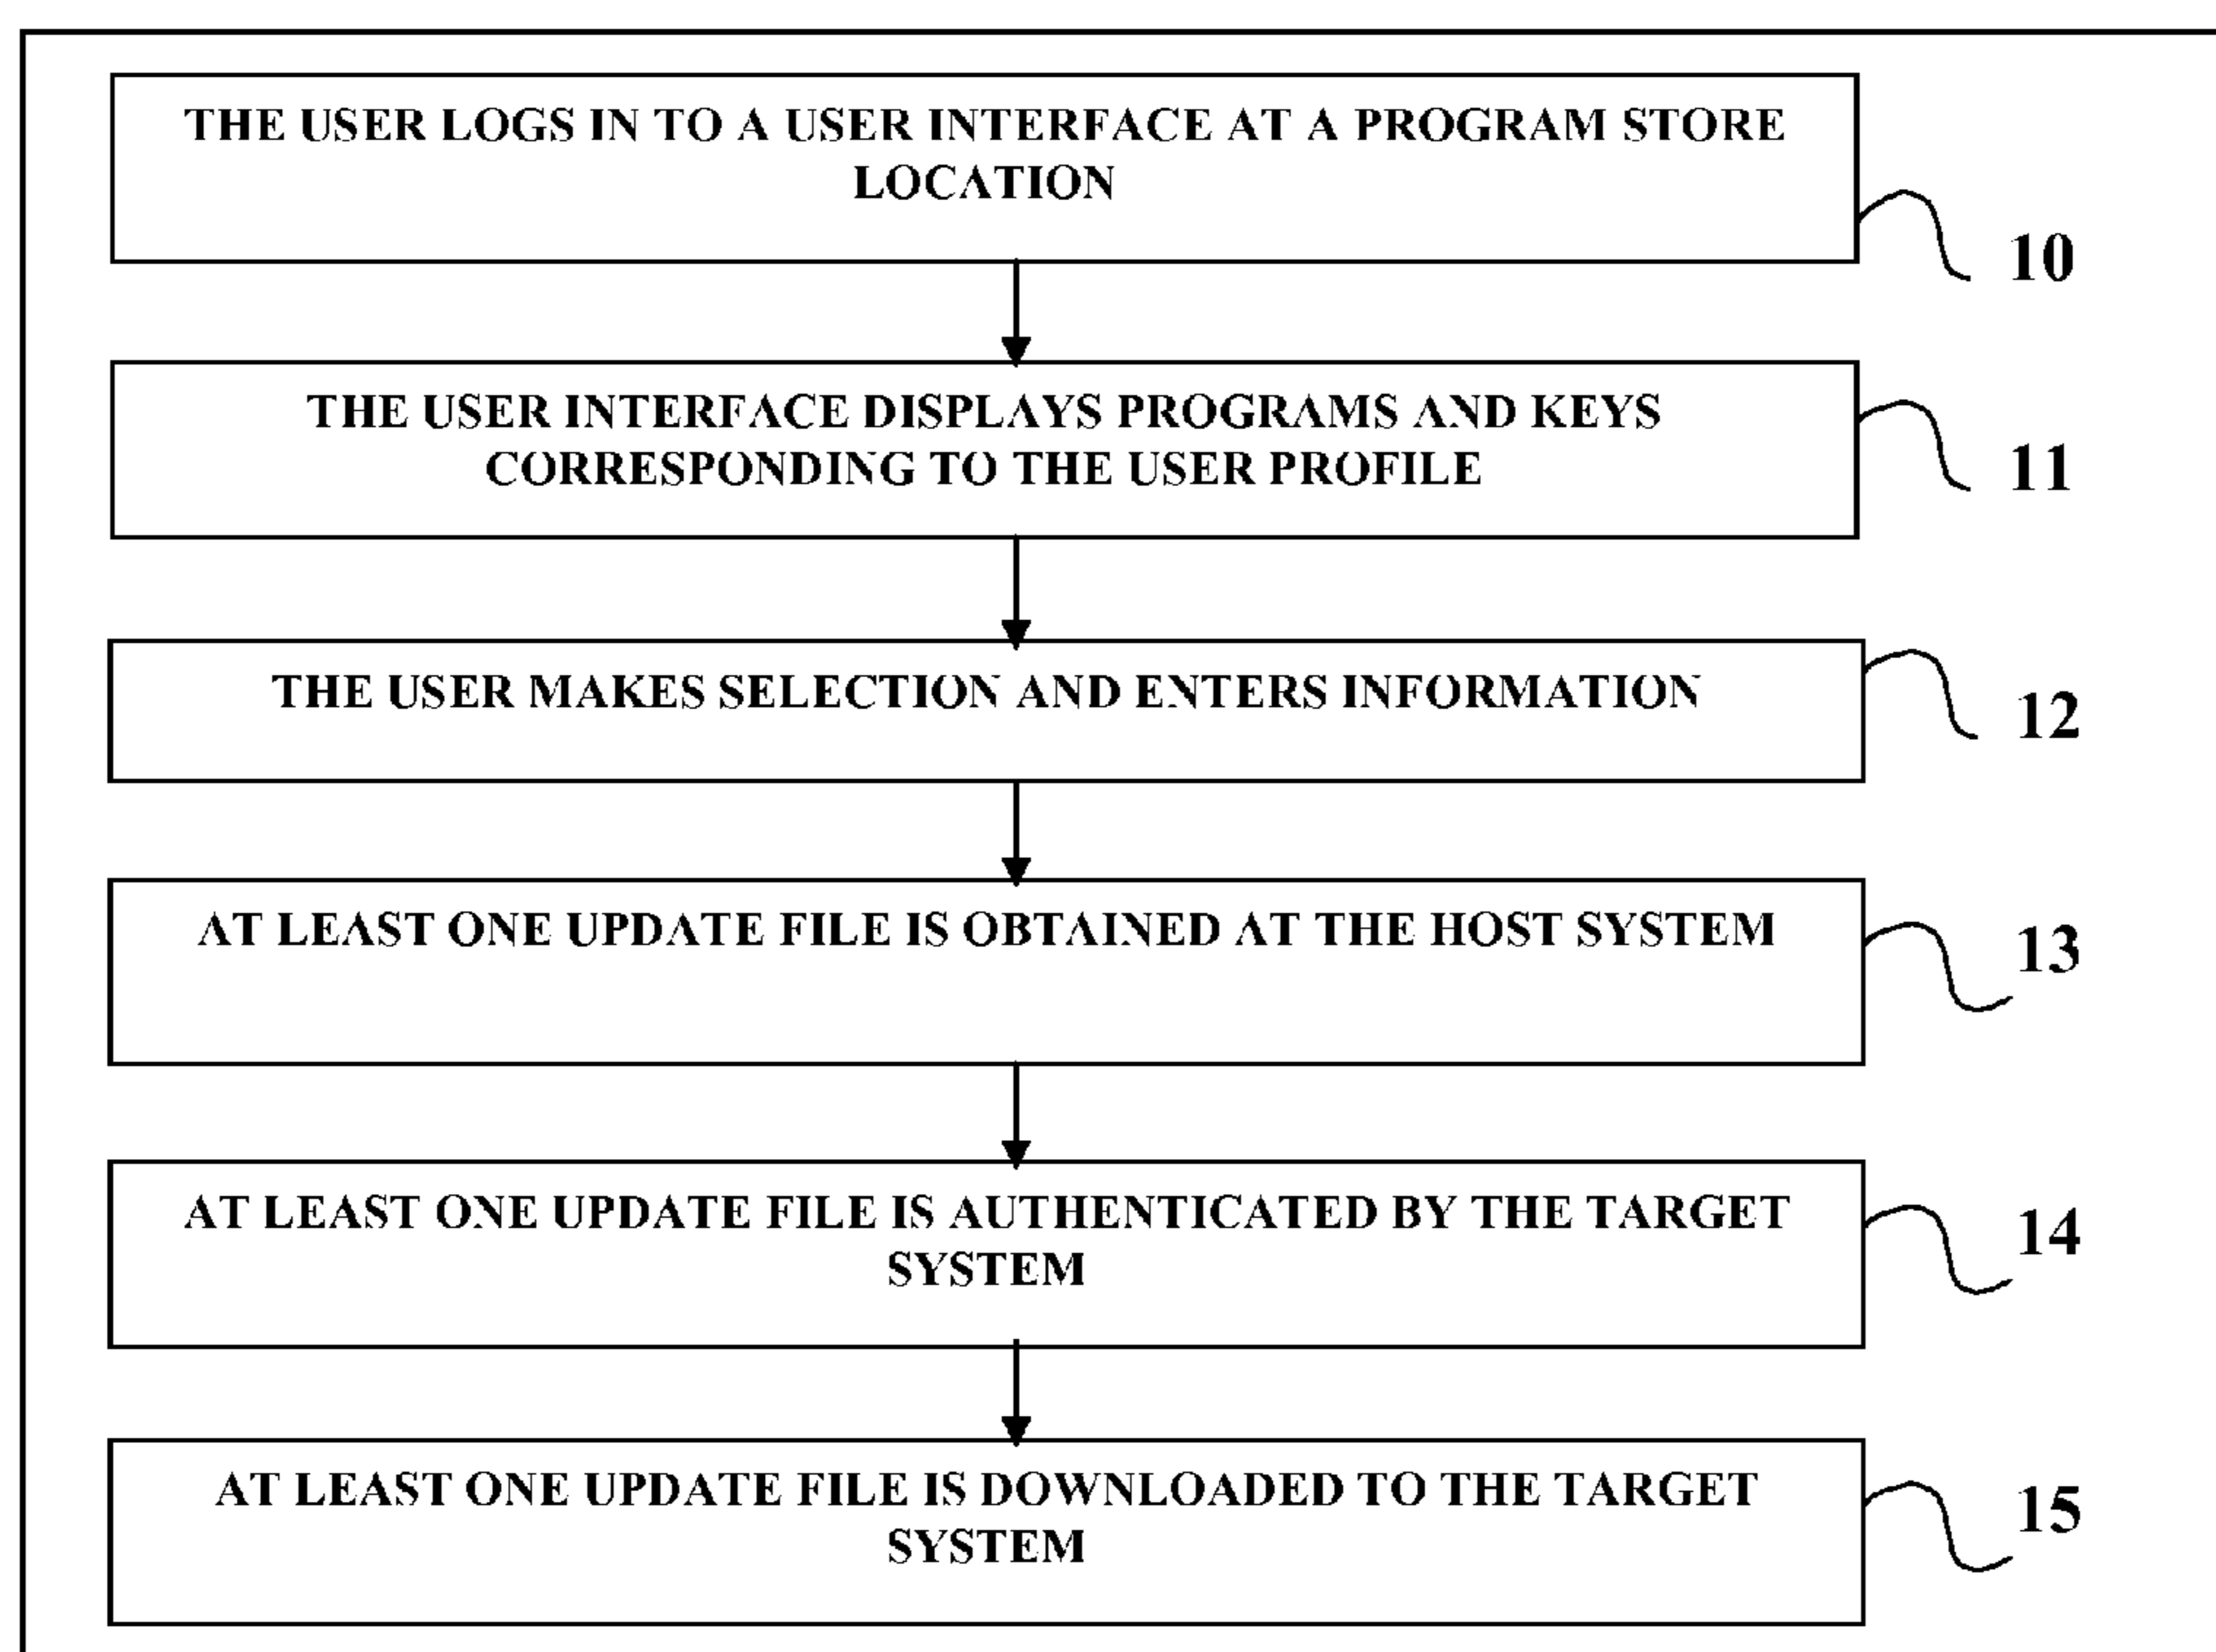 THE USER LOGS IN TO A USER INTERFACE AT A PROGRAM STORE
LOCATION
10
THE USER INTERFACE DISPLAYS PROGRAMS AND KEYS
CORRESPONDING TO THE USER PROFILE
11
THE USER MAKES SELECTION AND ENTERS INFORMATION
12
AT LEAST ONE UPDATE FILE IS OBTAINED AT THE HOST SYSTEM
13
AT LEAST ONE UPDATE FILE IS AUTHENTICATED BY THE TARGET
SYSTEM
14
AT LEAST ONE UPDATE FILE IS DOWNLOADED TO THE TARGET
SYSTEM
15